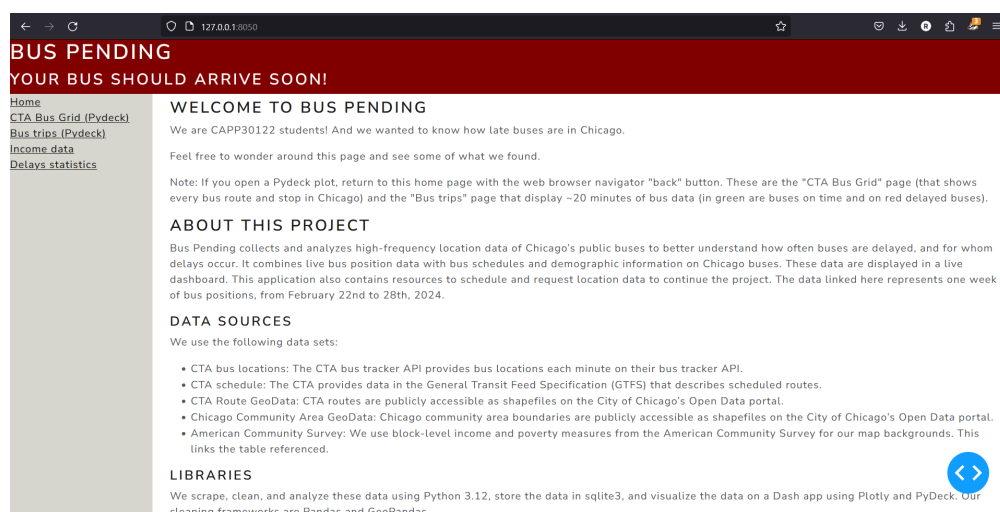 127.0.0.1:8050
BUS PENDING
YOUR BUS SHOULD ARRIVE SOON!
Home
CTA Bus Grid (Pydeck)
Bus trips (Pydeck)
Income data
Delays statistics
WELCOME TO BUS PENDING
We are CAPP30122 students! And we wanted to know how late buses are in Chicago.
Feel free to wonder around this page and see some of what we found.
Note: If you open a Pydeck plot, return to this home page with the web browser navigator "back" button. These are the "CTA Bus Grid" page (that shows
every bus route and stop in Chicago) and the "Bus trips" page that display ~20 minutes of bus data (in green are buses on time and on red delayed buses).
ABOUT THIS PROJECT
Bus Pending collects and analyzes high-frequency location data of Chicago's public buses to better understand how often buses are delayed, and for whom
delays occur. It combines live bus position data with bus schedules and demographic information on Chicago buses. These data are displayed in a live
dashboard. This application also contains resources to schedule and request location data to continue the project. The data linked here represents one week
of bus positions, from February 22nd to 28th, 2024.
DATA SOURCES
We use the following data sets:
• CTA bus locations: The CTA bus tracker API provides bus locations each minute on their bus tracker API.
• CTA schedule: The CTA provides data in the General Transit Feed Specification (GTFS) that describes scheduled routes.
• CTA Route GeoData: CTA routes are publicly accessible as shapefiles on the City of Chicago's Open Data portal.
• Chicago Community Area GeoData: Chicago community area boundaries are publicly accessible as shapefiles on the City of Chicago's Open Data portal.
• American Community Survey: We use block-level income and poverty measures from the American Community Survey for our map backgrounds. This
links the table referenced.
LIBRARIES
We scrape, clean, and analyze these data using Python 3.12, store the data in sqlite3, and visualize the data on a Dash app using Plotly and PyDeck. Our
cleaning frameworks are Pandas and GeoPandas.